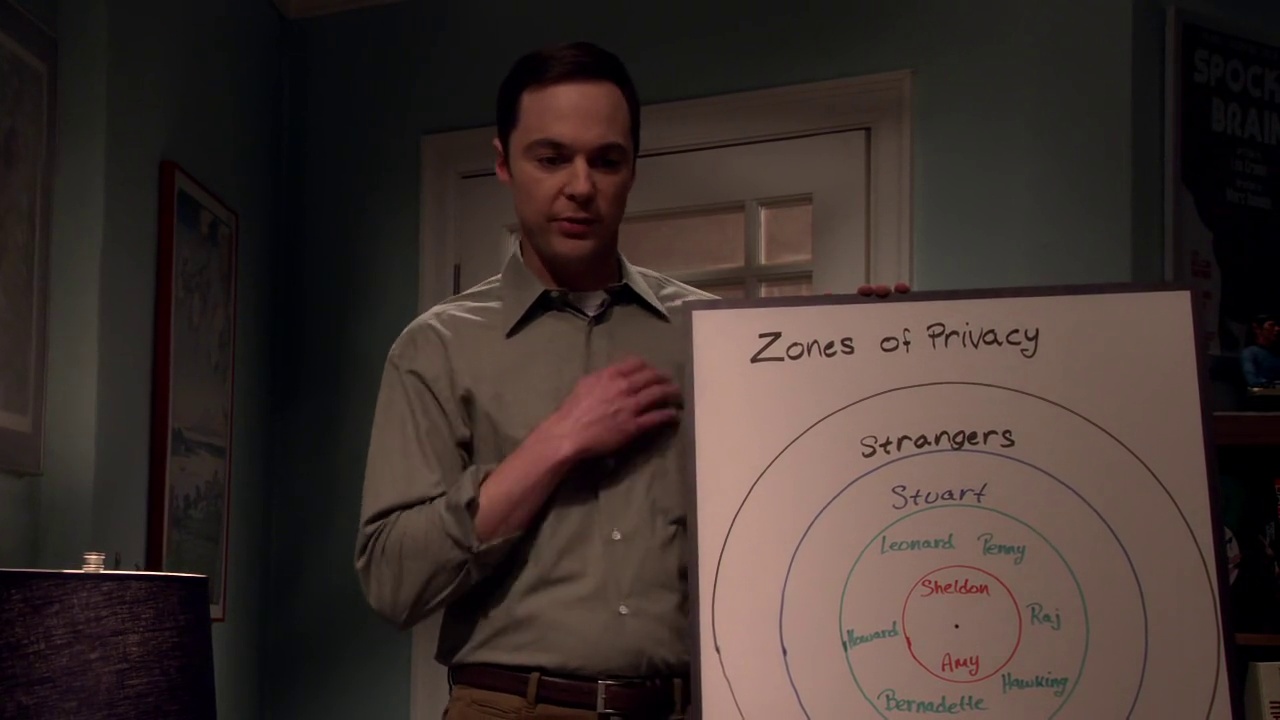 SPOCK
BRAIN
Zones of Privacy
Strangers
Stuart
Leonard Penny
Sheldon
Raj
Howard
Amy
Hawking
Bernadette